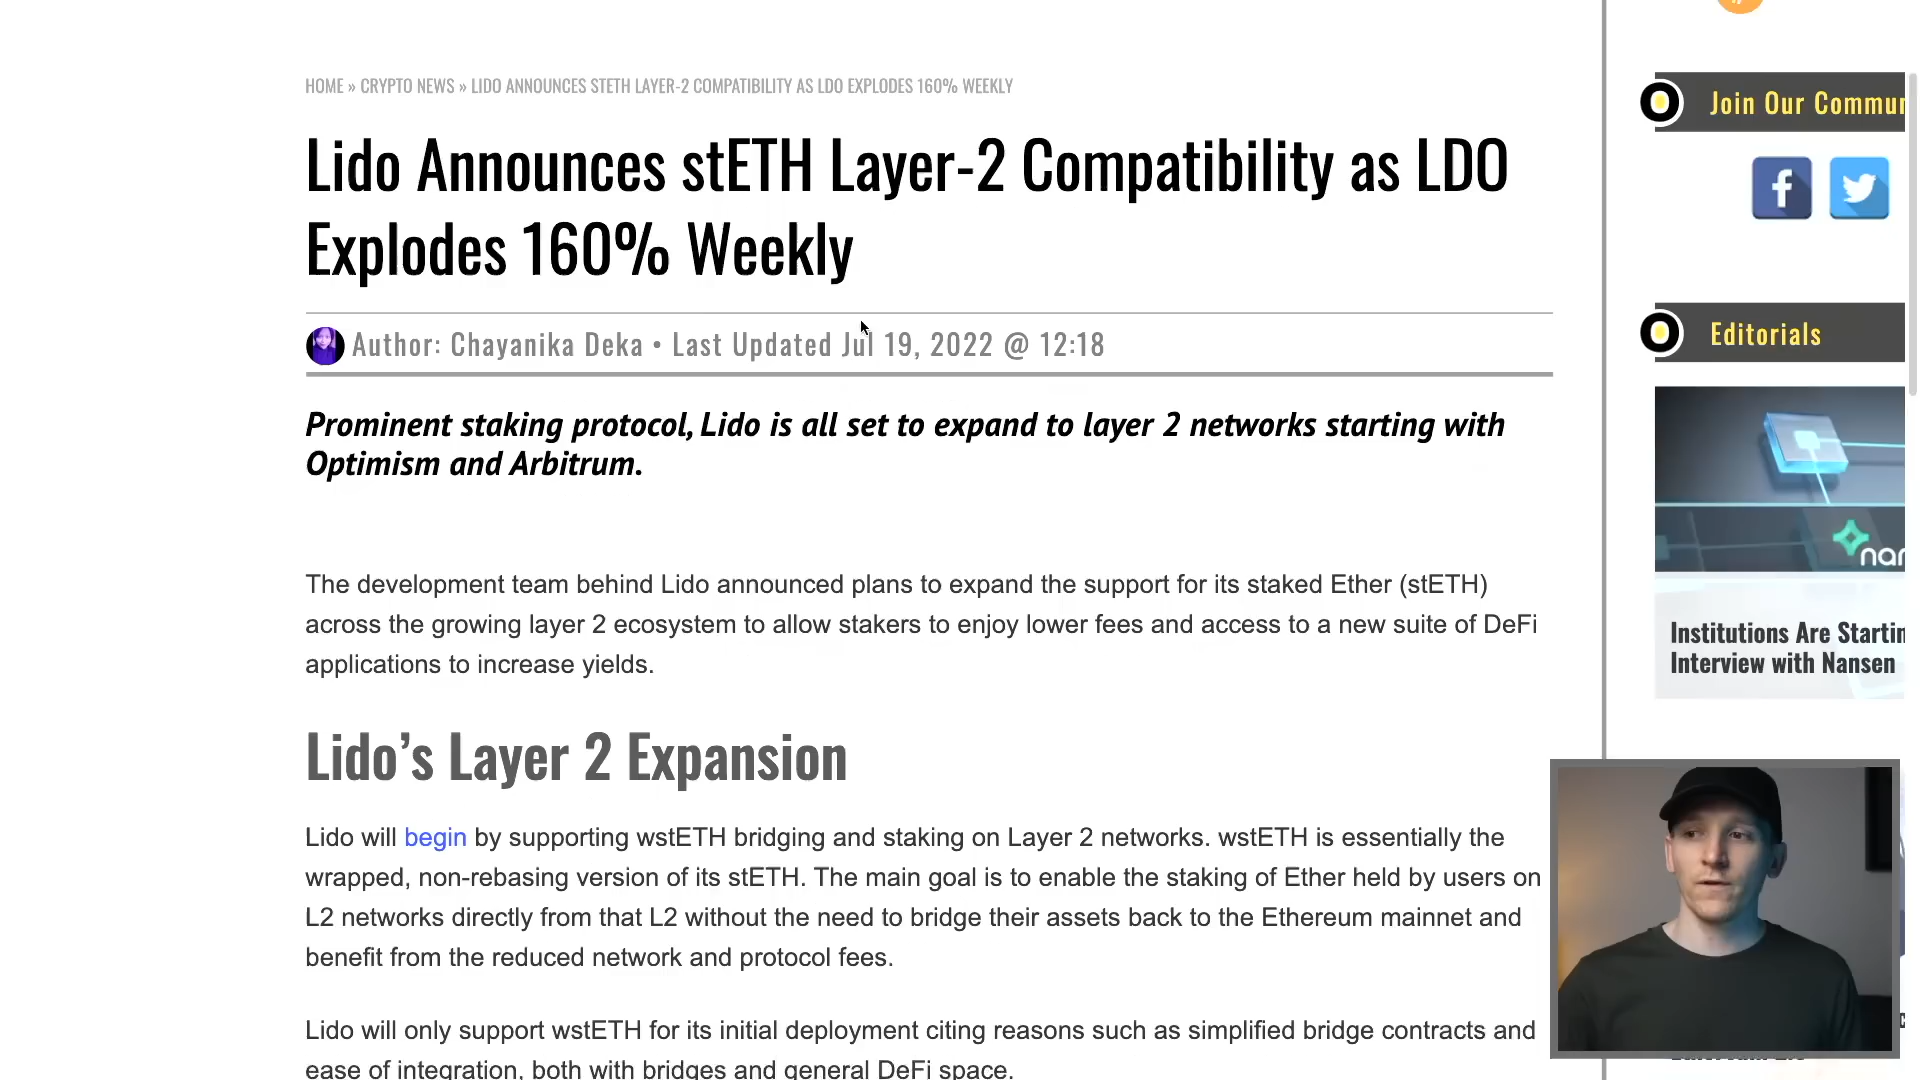 HOME » CRYPTO NEWS » LIDO ANNOUNCES STETH LAYER-2 COMPATIBILITY AS LDO EXPLODES 160% WEEKLY
Lido Announces stETH Layer-2 Compatibility as LDO
Explodes 160% Weekly
Author: Chayanika Deka • Last Updated Jul 19, 2022 @ 12:18
Prominent staking protocol, Lido is all set to expand to layer 2 networks starting with
Optimism and Arbitrum.
The development team behind Lido announced plans to expand the support for its staked Ether (stETH)
across the growing layer 2 ecosystem to allow stakers to enjoy lower fees and access to a new suite of DeFi
applications to increase yields.
Lido’s Layer 2 Expansion
Lido will begin by supporting wstETH bridging and staking on Layer 2 networks. wstETH is essentially the
wrapped, non-rebasing version of its stETH. The main goal is to enable the staking of Ether held by users on
L2 networks directly from that L2 without the need to bridge their assets back to the Ethereum mainnet and
benefit from the reduced network and protocol fees.
Lido will only support wstETH for its initial deployment citing reasons such as simplified bridge contracts and
ease of integration, both with bridges and general DeFi space.
Join Our Commun
Editorials
nan
Institutions Are Startin
Interview with Nansen